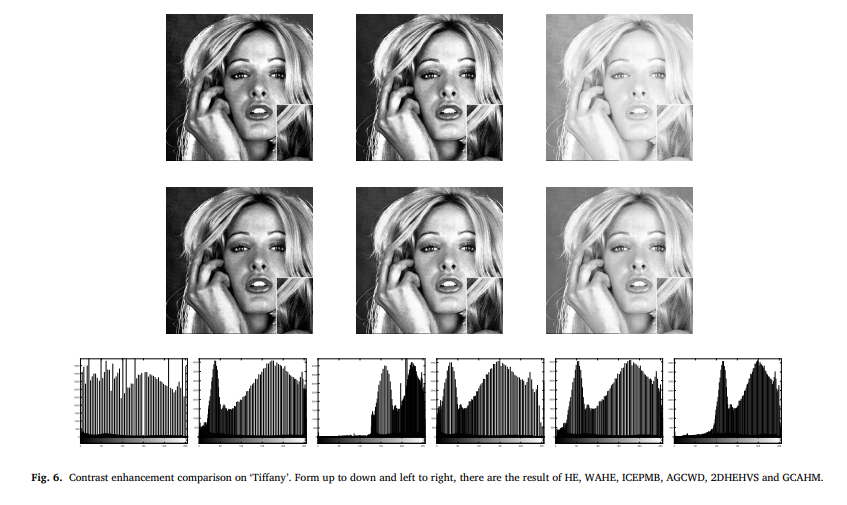 Fig. 6. Contrast enhancement comparison on ‘Tiffany’. Form up to down and left to right, there are the result of HE, WAHE, ICEPMB, AGCWD, 2DHEHVS and GCAHM.